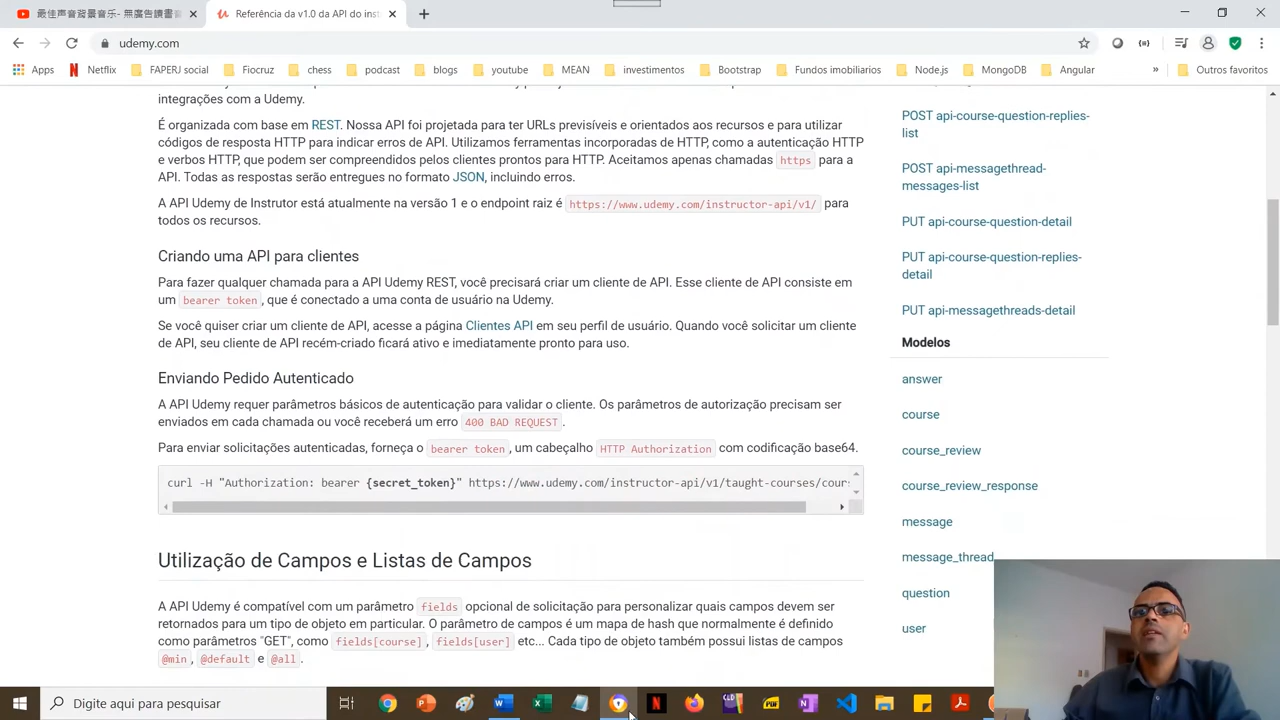 最佳声音背景音乐- 無廣告讀書
Referência da v1.0 da API do inst
udemy.com
Apps
Netflix
FAPERJ social
Fiocruz
chess
podcast
blogs
youtube
MEAN
investimentos
Bootstrap
Fundos imobiliarios
Node.js
MongoDB
Angular
»
Outros favoritos
integrações com a Udemy.
É organizada com base em REST. Nossa API foi projetada para ter URLs previsíveis e orientados aos recursos e para utilizar
códigos de resposta HTTP para indicar erros de API. Utilizamos ferramentas incorporadas de HTTP, como a autenticação HTTP
e verbos HTTP, que podem ser compreendidos pelos clientes prontos para HTTP. Aceitamos apenas chamadas https para a
API. Todas as respostas serão entregues no formato JSON, incluindo erros.
A API Udemy de Instrutor está atualmente na versão 1 e o endpoint raiz é https://www.udemy.com/instructor-api/v1/ para
todos os recursos.
Criando uma API para clientes
Para fazer qualquer chamada para a API Udemy REST, você precisará criar um cliente de API. Esse cliente de API consiste em
um bearer token, que é conectado a uma conta de usuário na Udemy.
Se você quiser criar um cliente de API, acesse a página Clientes API em seu perfil de usuário. Quando você solicitar um cliente
de API, seu cliente de API recém-criado ficará ativo e imediatamente pronto para uso.
Enviando Pedido Autenticado
A API Udemy requer parâmetros básicos de autenticação para validar o cliente. Os parâmetros de autorização precisam ser
enviados em cada chamada ou você receberá um erro 400 BAD REQUEST.
Para enviar solicitações autenticadas, forneça o bearer token, um cabeçalho HTTP Authorization com codificação base64.
curl -H "Authorization: bearer {secret_token}" https://www.udemy.com/instructor-api/v1/taught-courses/cour
Utilização de Campos e Listas de Campos
A API Udemy é compatível com um parâmetro fields opcional de solicitação para personalizar quais campos devem ser
retornados para um tipo de objeto em particular. O parâmetro de campos é um mapa de hash que normalmente é definido
como parâmetros "GET", como fields[course], fields[user] etc... Cada tipo de objeto também possui listas de campos
@min, @default e @all.
POST api-course-question-replies-
list
POST api-messagethread-
messages-list
PUT api-course-question-detail
PUT api-course-question-replies-
detail
PUT api-messagethreads-detail
Modelos
answer
course
course_review
course_review_response
message
message_thread
question
user
Digite aqui para pesquisar